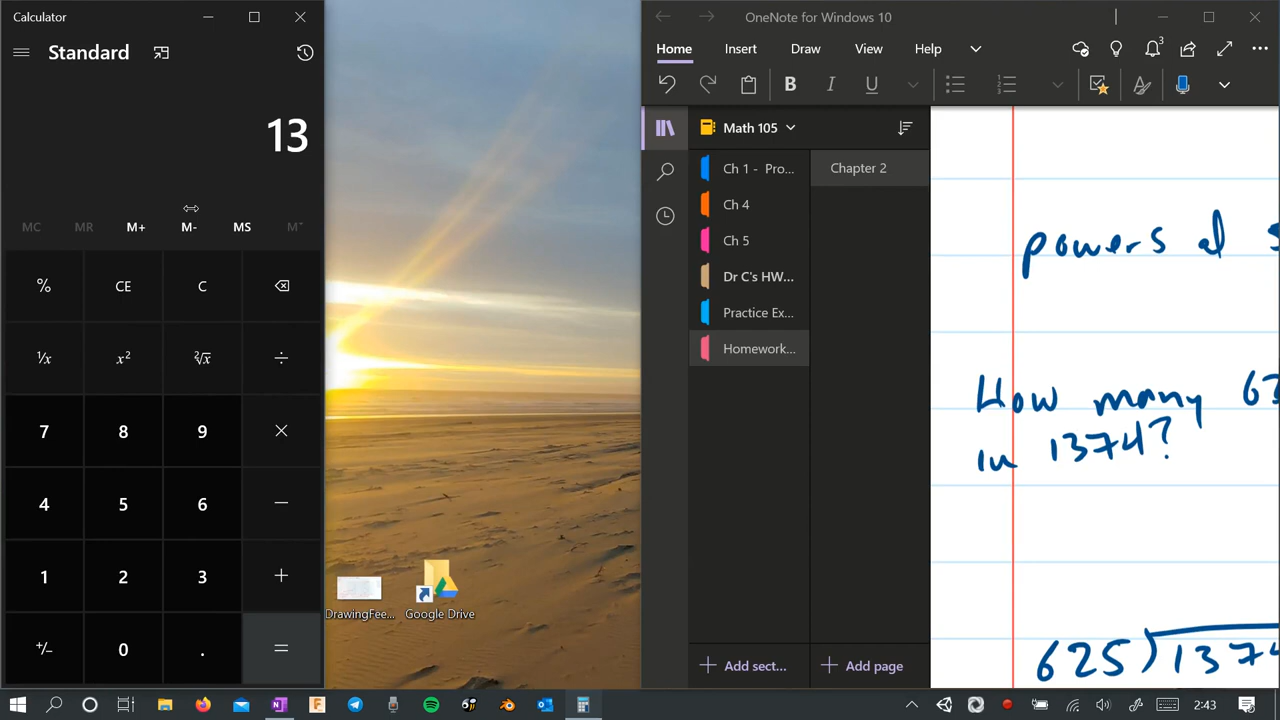 Calculator
Standard
13
MC MR M+ M- MS M˅
% CE C
¹/x x² ²√x ÷
7 8 9 ×
4 5 6 −
1 2 3 +
+/- 0 . =
DrawingFee...
Google Drive
OneNote for Windows 10
Home Insert Draw View Help
3
B I U
Math 105
Ch 1 - Pro...
Ch 4
Ch 5
Dr C's HW...
Practice Ex...
Homework...
+ Add sect...
Chapter 2
+ Add page
powers
How many
in 1374?
625
2:43